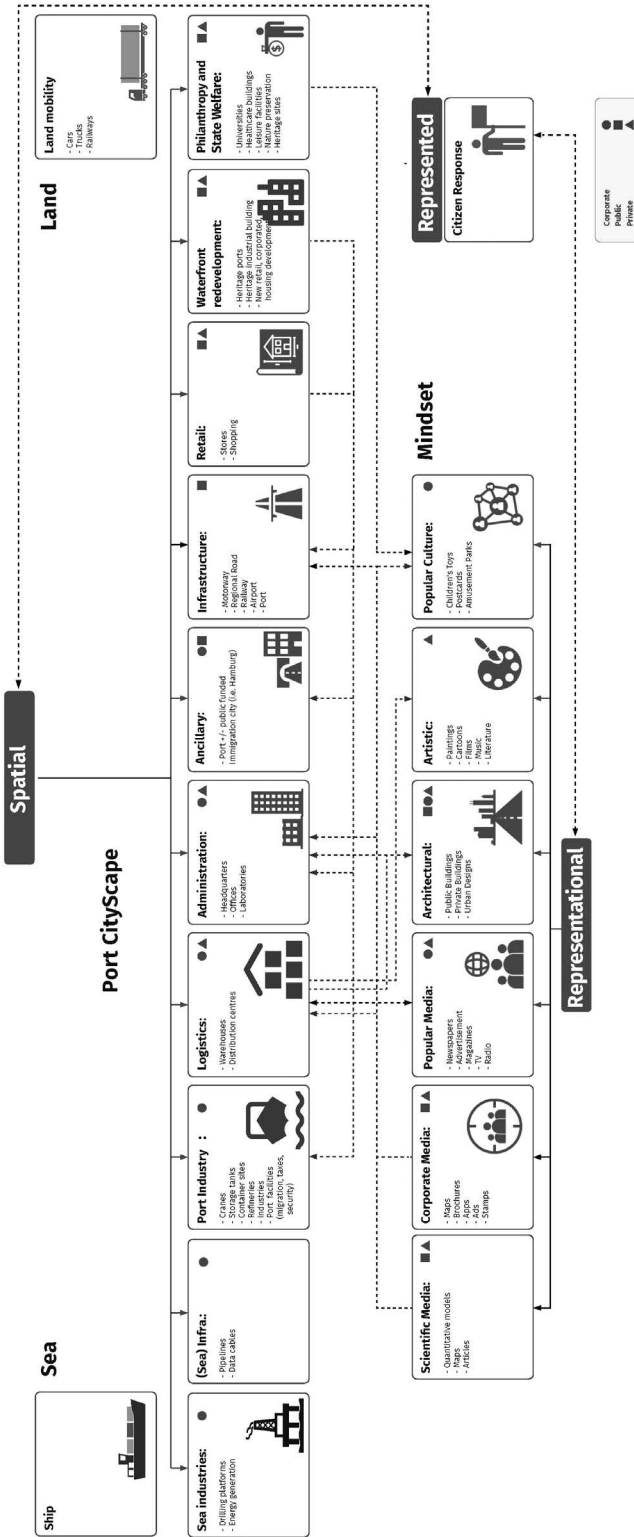 Spatial
Sea
Port CityScape
Land
Ship
Land mobility
- Cars
- Trucks
- Railways
Sea industries:
- Drilling platforms
- Energy generation
(Sea) Infra.:
- Pipelines
- Data cables
Port Industry :
- Cranes
- Storage tanks
- Container sites
- Refineries
- Industries
- Port facilities
(migration, taxes,
security)
Logistics:
- Warehouses
- Distribution centres
Administration:
- Headquarters
- Offices
- Laboratories
Ancillary:
- Port +/- public funded
Immigration city (i.e. Hamburg)
Infrastructure:
- Motorway
- Regional Road
- Railway
- Airport
- Port
Retail:
- Stores
- Shopping
Waterfront
redevelopment:
- Heritage ports
- Heritage industrial building
- New retail, corporated,
housing development
Philanthropy and
State Welfare:
- Universities
- Healthcare buildings
- Leisure facilities
- Nature preservation
- Heritage sites
$
Mindset
Represented
Citizen Response
Scientific Media:
- Quantitative models
- Maps
- Articles
Corporate Media:
- Maps
- Brochures
- Apps
- Ads
- Stamps
Popular Media:
- Newspapers
- Advertisement
- Magazines
- TV
- Radio
Architectural:
- Public Buildings
- Private Buildings
- Urban Designs
Artistic:
- Paintings
- Cartoons
- Films
- Music
- Literature
Popular Culture:
- Children's Toys
- Postcards
- Amusement Parks
Representational
Corporate
Public
Private